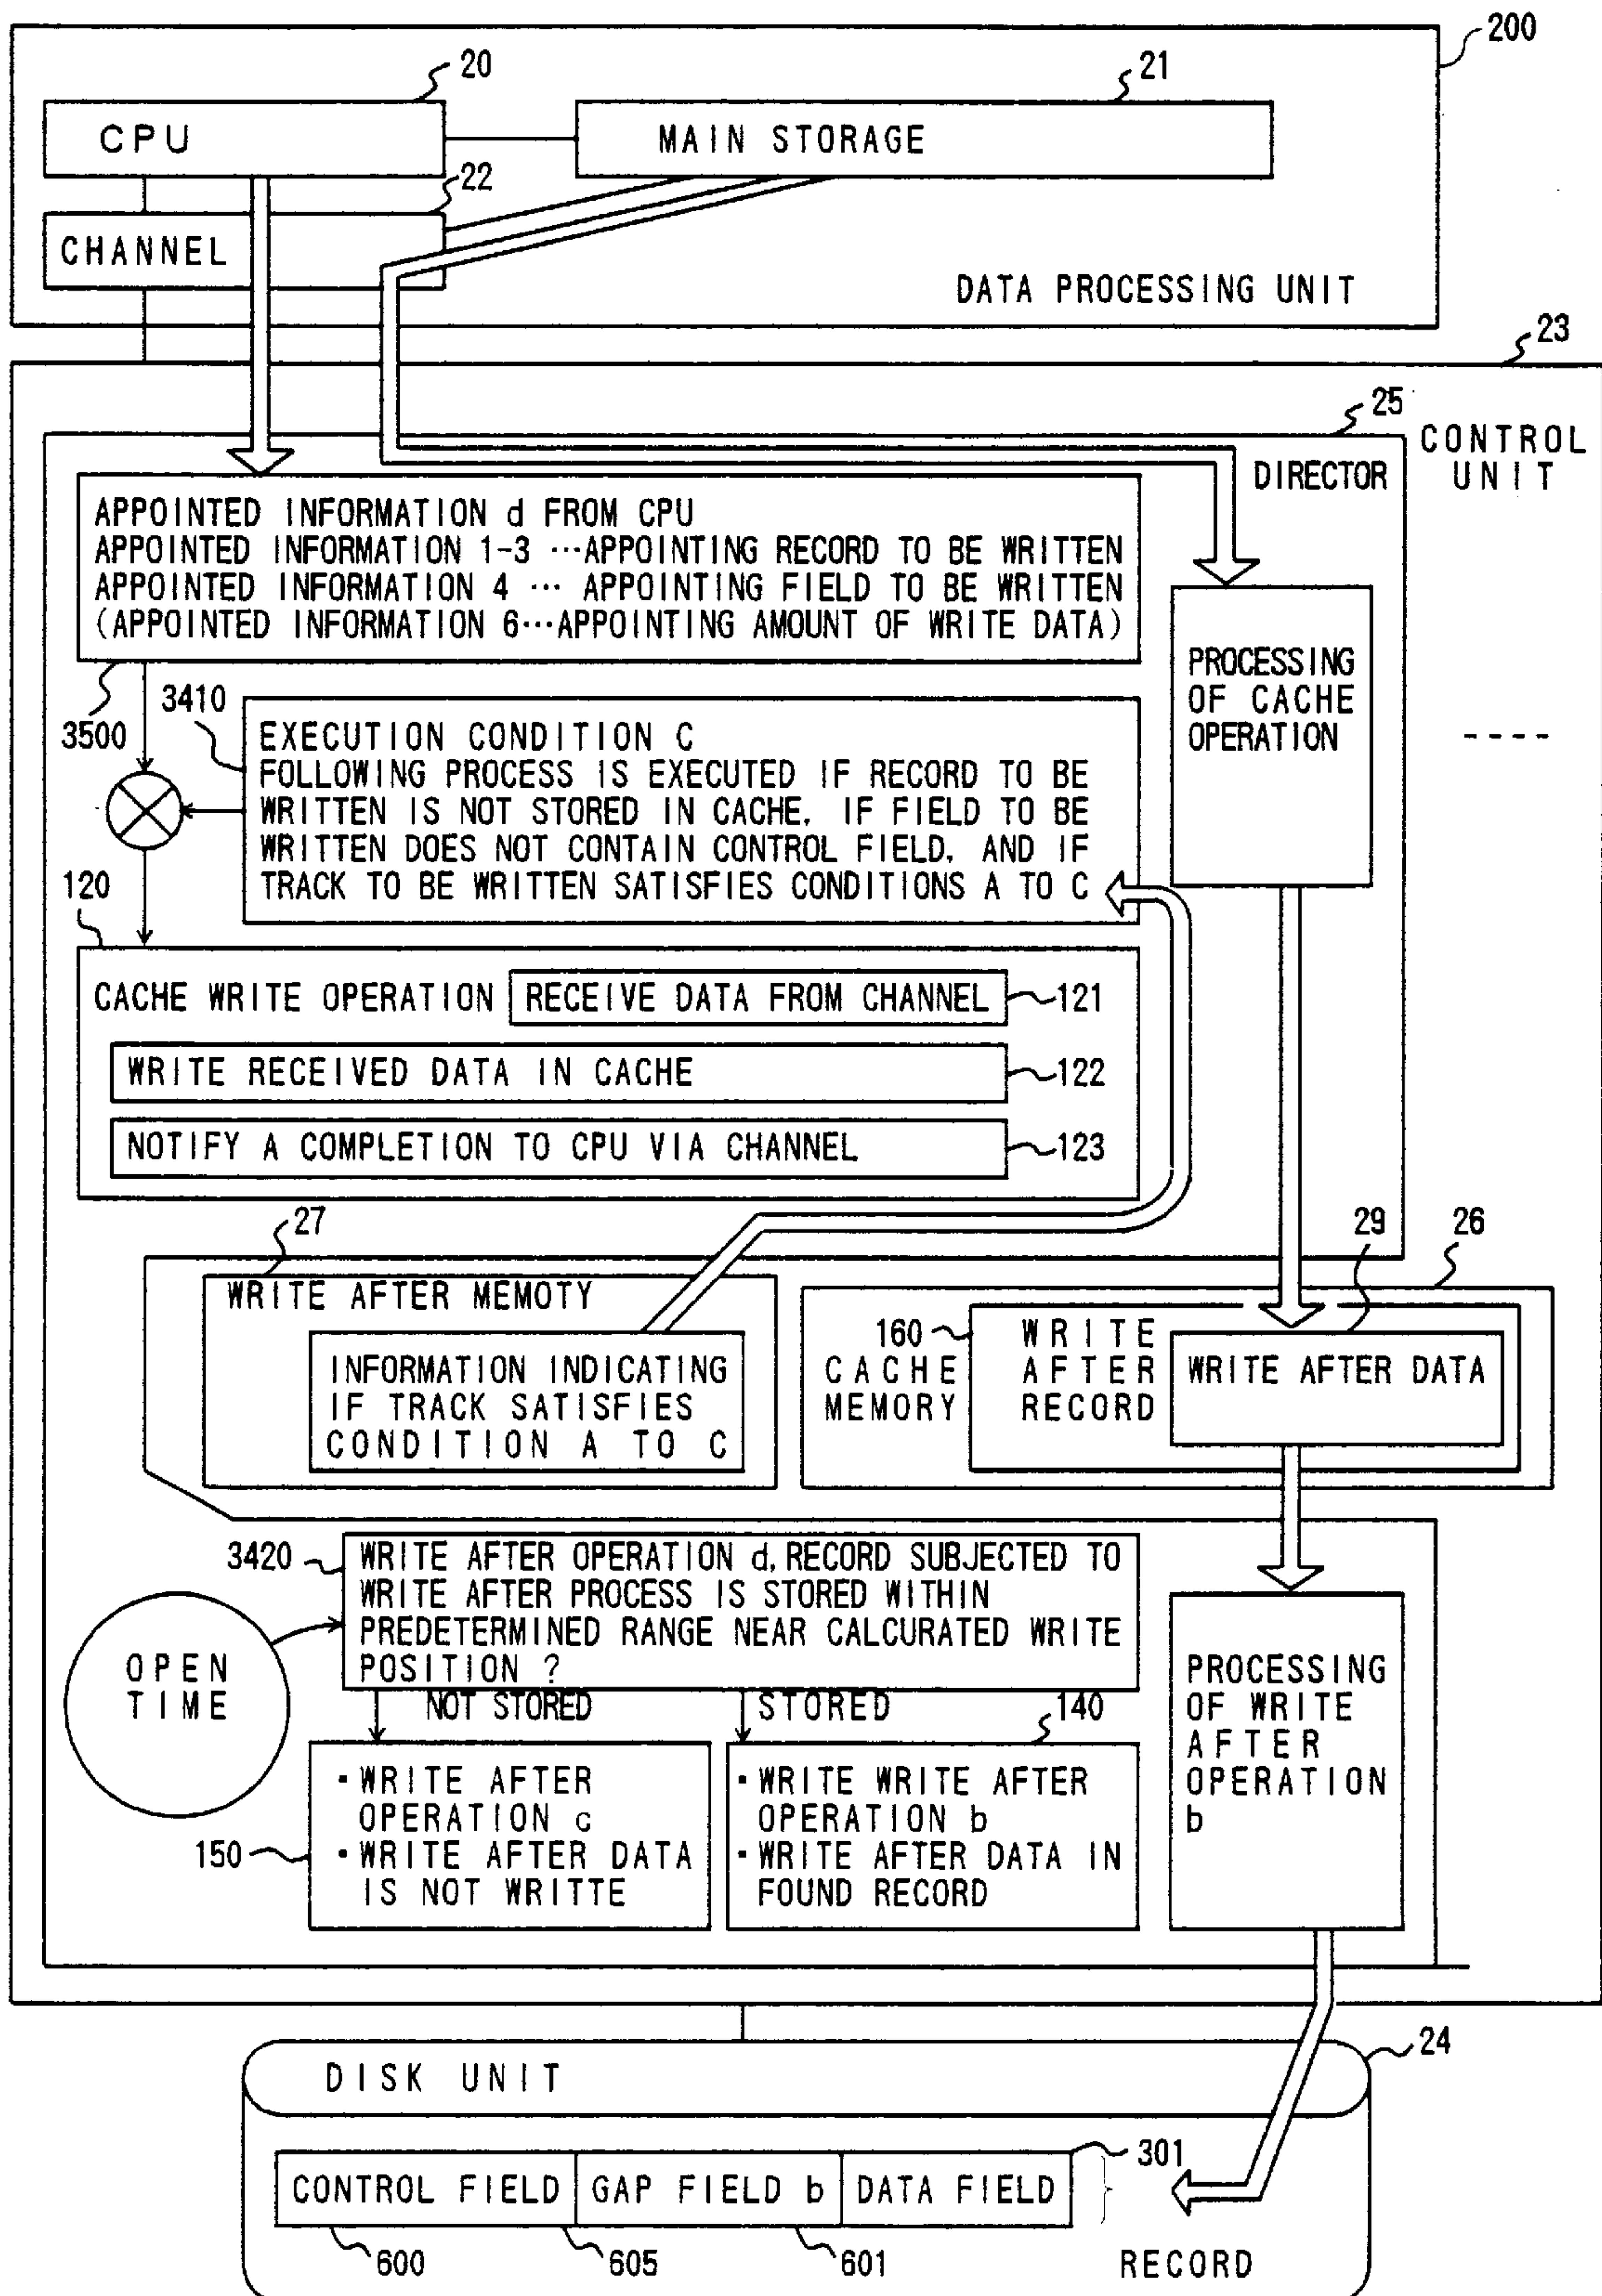 200
20
21
CPU
MAIN STORAGE
22
CHANNEL
DATA PROCESSING UNIT
23
25
CONTROL
UNIT
DIRECTOR
APPOINTED INFORMATION d FROM CPU
APPOINTED INFORMATION 1-3 ···APPOINTING RECORD TO BE WRITTEN
APPOINTED INFORMATION 4 ··· APPOINTING FIELD TO BE WRITTEN
(APPOINTED INFORMATION 6···APPOINTING AMOUNT OF WRITE DATA)
PROCESSING
OF CACHE
OPERATION
3500
3410
EXECUTION CONDITION C
FOLLOWING PROCESS IS EXECUTED IF RECORD TO BE
WRITTEN IS NOT STORED IN CACHE, IF FIELD TO BE
WRITTEN DOES NOT CONTAIN CONTROL FIELD, AND IF
TRACK TO BE WRITTEN SATISFIES CONDITIONS A TO C
----
120
CACHE WRITE OPERATION
RECEIVE DATA FROM CHANNEL
121
WRITE RECEIVED DATA IN CACHE
122
NOTIFY A COMPLETION TO CPU VIA CHANNEL
123
27
29
26
WRITE AFTER MEMOTY
INFORMATION INDICATING
IF TRACK SATISFIES
CONDITION A TO C
160
CACHE
MEMORY
WRITE
AFTER
RECORD
WRITE AFTER DATA
3420
WRITE AFTER OPERATION d, RECORD SUBJECTED TO
WRITE AFTER PROCESS IS STORED WITHIN
PREDETERMINED RANGE NEAR CALCURATED WRITE
POSITION ?
OPEN
TIME
NOT STORED
STORED
140
150
▪ WRITE AFTER
OPERATION c
▪ WRITE AFTER DATA
IS NOT WRITTE
▪ WRITE WRITE AFTER
OPERATION b
▪ WRITE AFTER DATA IN
FOUND RECORD
PROCESSING
OF WRITE
AFTER
OPERATION
b
24
DISK UNIT
301
CONTROL FIELD
GAP FIELD b
DATA FIELD
600
605
601
RECORD